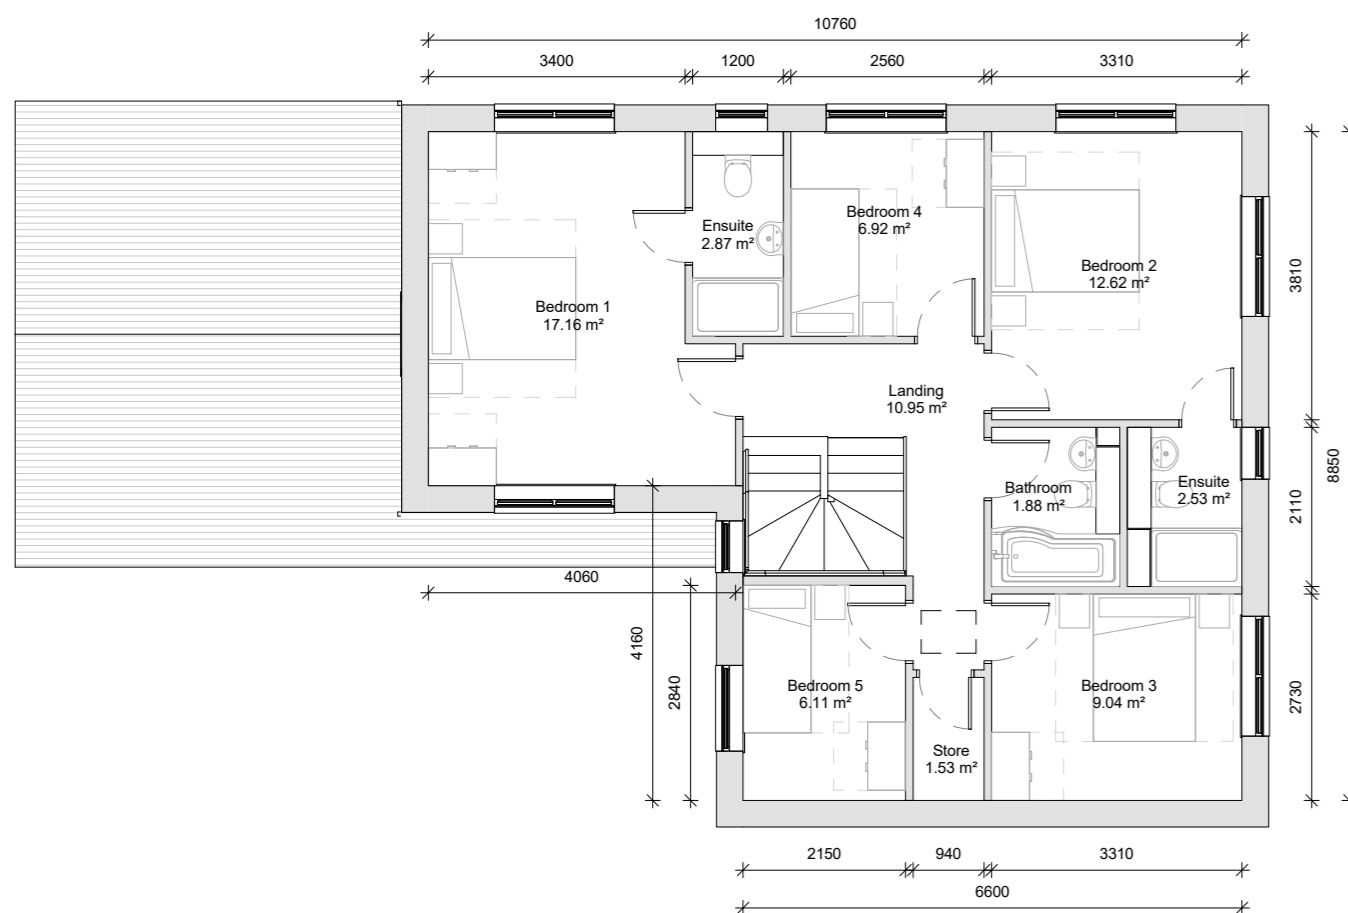 10760
3400
1200
2560
3310
Bedroom 1
17.16 m²
Ensuite
2.87 m²
Bedroom 4
6.92 m²
Bedroom 2
12.62 m²
3810
Landing
10.95 m²
Bathroom
1.88 m²
Ensuite
2.53 m²
2110
8850
4060
4160
2840
Bedroom 5
6.11 m²
Store
1.53 m²
Bedroom 3
9.04 m²
2730
2150
940
3310
6600